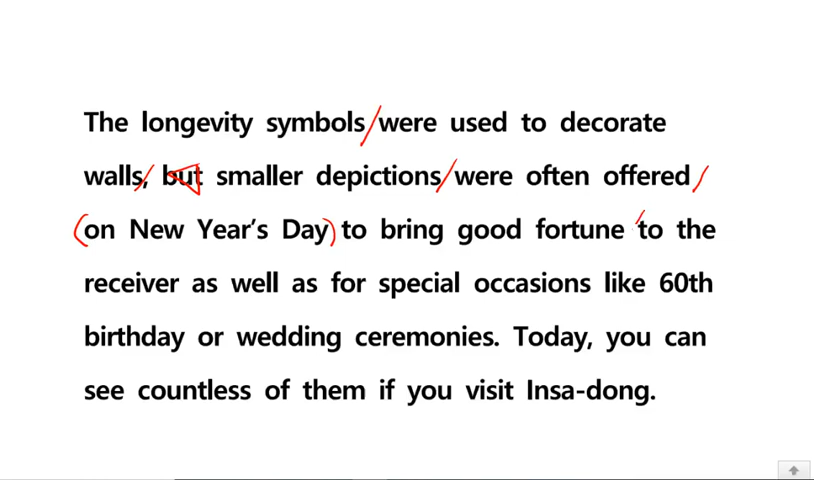 The longevity symbols were used to decorate
walls, but smaller depictions were often offered
on New Year's Day to bring good fortune to the
receiver as well as for special occasions like 60th
birthday or wedding ceremonies. Today, you can
see countless of them if you visit Insa-dong.